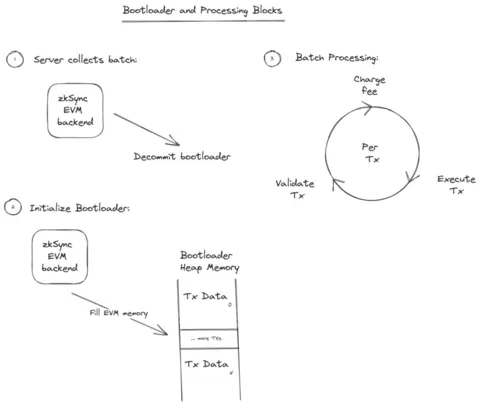 Bootloader and Processing Blocks
1 Server collects batch:
zkSync
EVM
backend
Decommit bootloader
2 Initialize Bootloader:
zkSync
EVM
backend
Fill EVM memory
Bootloader
Heap Memory
Tx Data 0
... more TXs
Tx Data
3 Batch Processing:
Charge
fee
Per
Tx
Validate
Tx
Execute
Tx